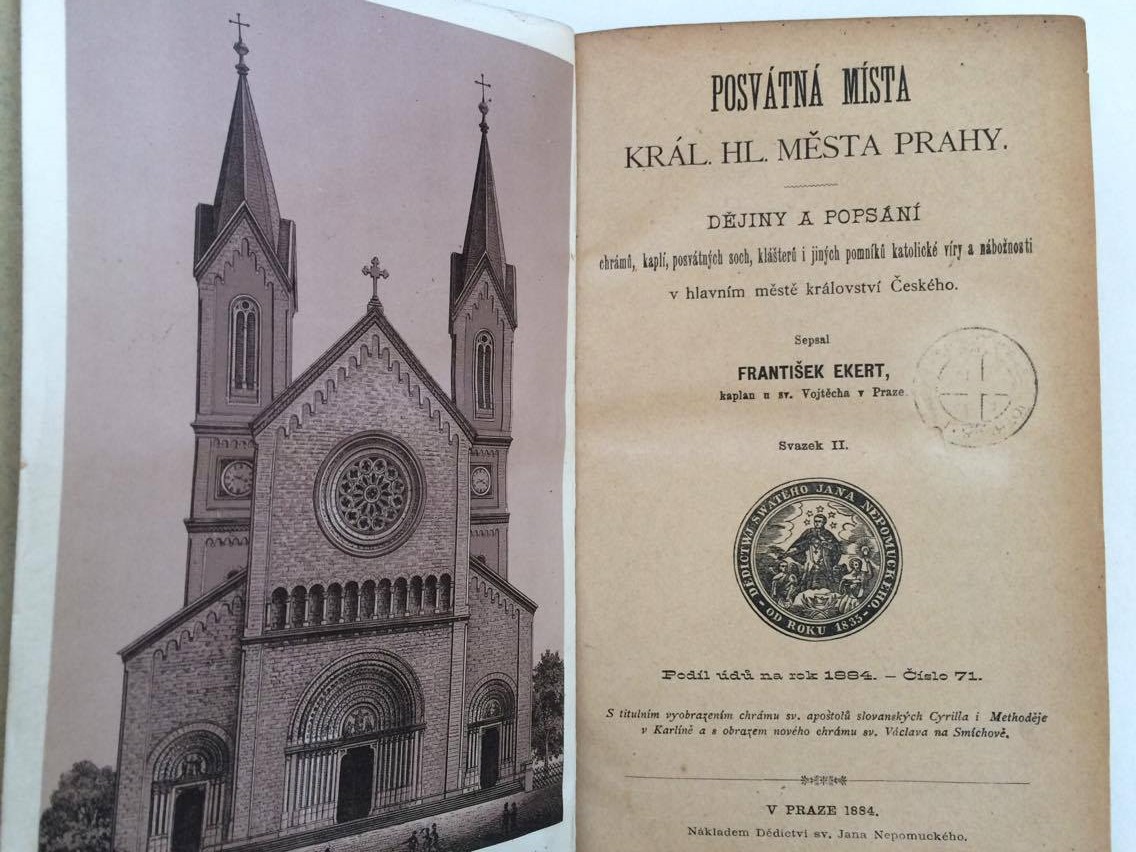 POSVÁTNÁ MÍSTA
KRÁL. HL. MĚSTA PRAHY.
DĚJINY A POPSÁNÍ
chrámů, kaplí, posvátných soch, klášterů i jiných pomníků katolické víry a nábožnosti
v hlavním městě království Českého.
Sepsal
FRANTIŠEK EKERT,
kaplan u sv. Vojtěcha v Praze
Svazek II.
DĚDICTWJ SWATEHO JANA NEPOMUCKEHO.
OD ROKU 1835.
Podíl údů na rok 1884. – Číslo 71.
S titulním vyobrazením chrámu sv. apoštolů slovanských Cyrilla i Methoděje
v Karlíně a s obrazem nového chrámu sv. Václava na Smíchově.
V PRAZE 1884.
Nákladem Dědictví sv. Jana Nepomuckého.